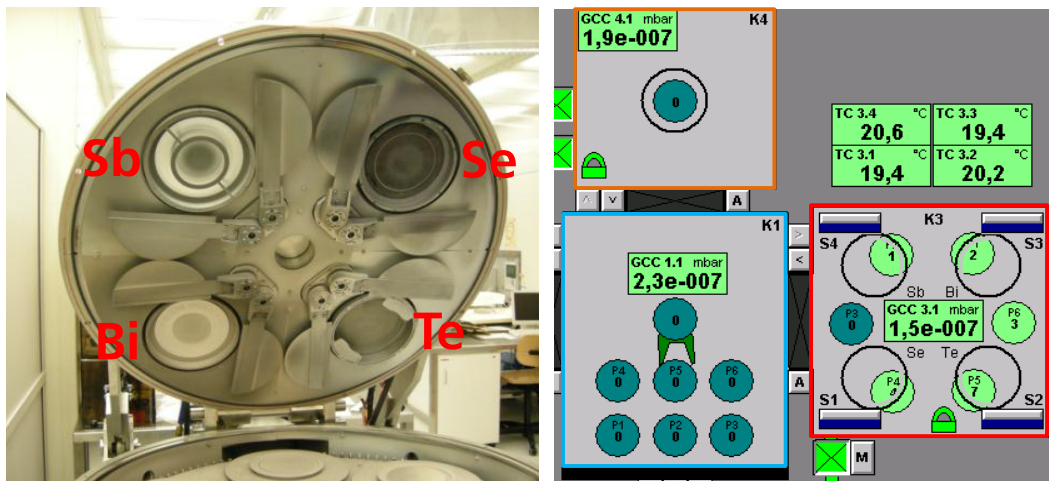 Sb
Se
Bi
Te
GCC 4.1 mbar
1,9e-007
K4
0
TC 3.4 °C
20,6
TC 3.3 °C
19,4
TC 3.1 °C
19,4
TC 3.2 °C
20,2
A
K1
GCC 1.1 mbar
2,3e-007
0
P4
0
P5
0
P6
0
P1
0
P2
0
P3
0
>
<
A
K3
S4
S3
1
2
Sb
Bi
P3
0
GCC 3.1 mbar
1,5e-007
P6
3
Se
Te
P4
P5
7
S1
S2
M